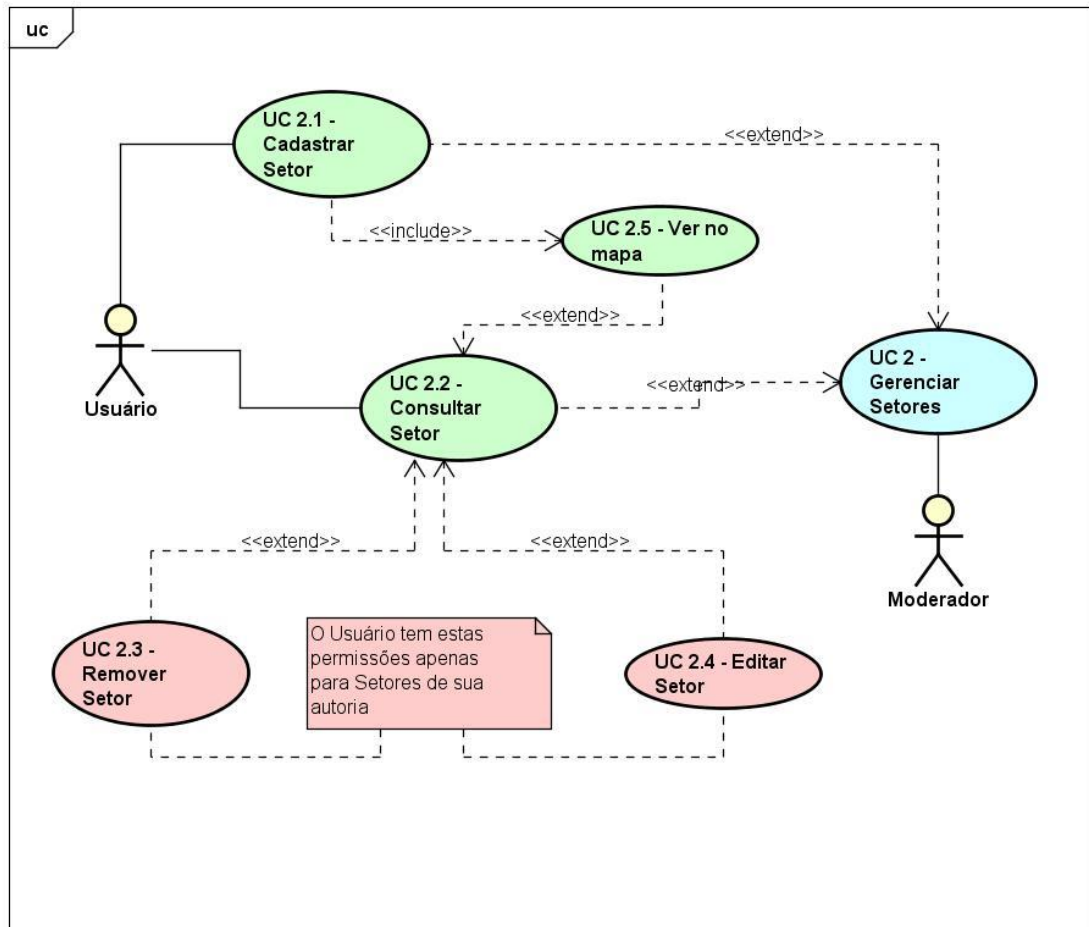 uc
UC 2.1 -
Cadastrar
Setor
<<extend>>
<<include>>
UC 2.5 - Ver no
mapa
<<extend>>
Usuário
UC 2.2 -
Consultar
Setor
<<extend>>
UC 2 -
Gerenciar
Setores
Moderador
<<extend>>
<<extend>>
UC 2.3 -
Remover
Setor
O Usuário tem estas
permissões apenas
para Setores de sua
autoria
UC 2.4 - Editar
Setor